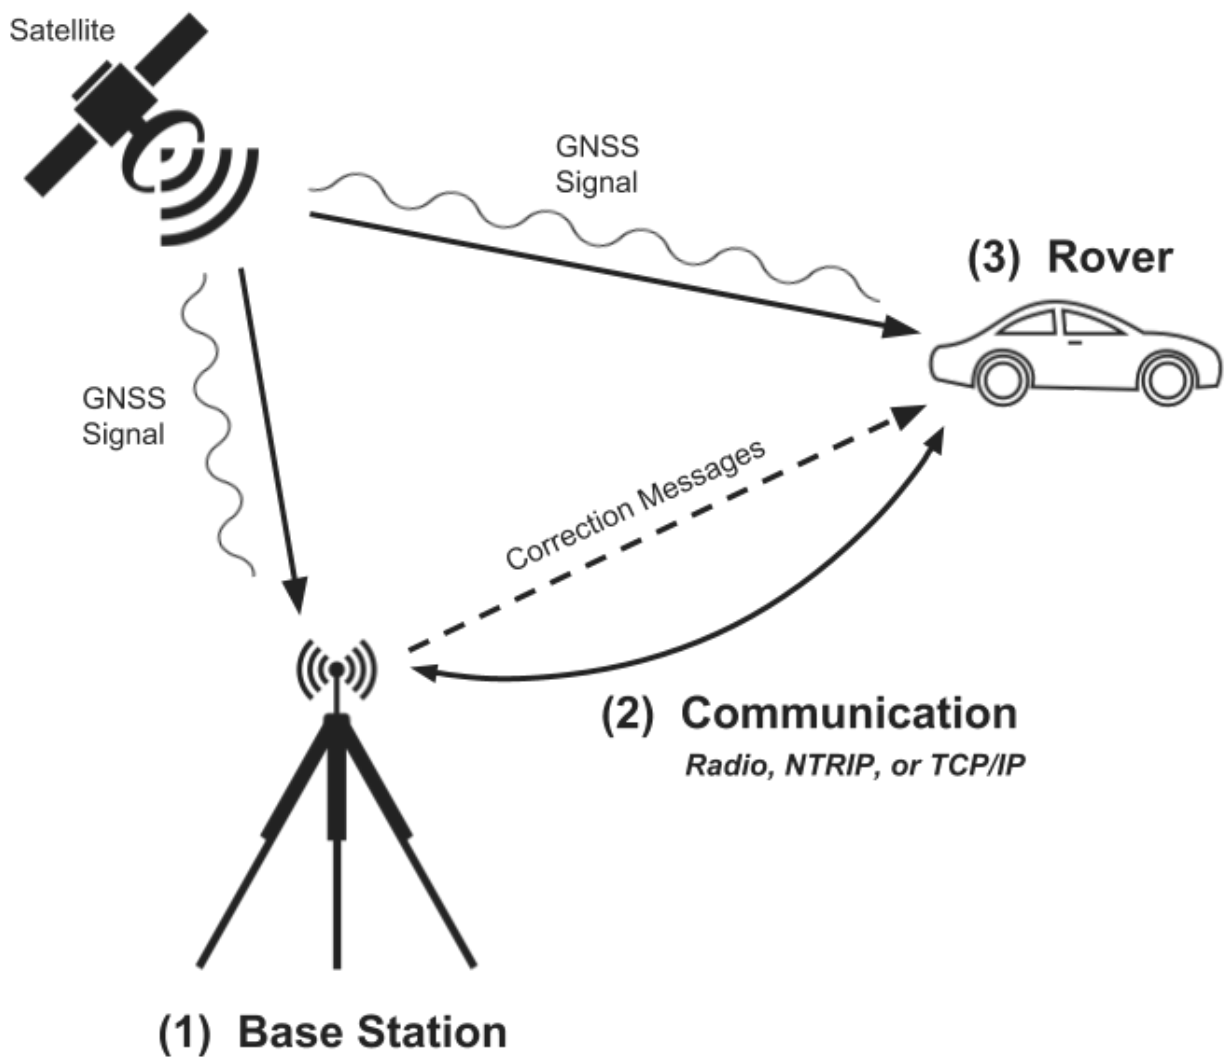 Satellite
GNSS
Signal
(3) Rover
GNSS
Signal
Correction Messages
(2) Communication
Radio, NTRIP, or TCP/IP
(1) Base Station